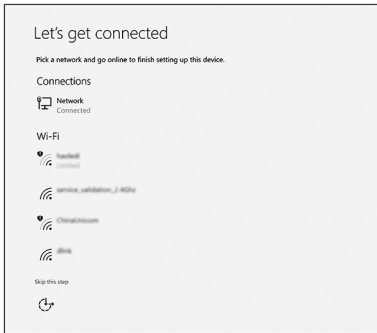 Let's get connected
Pick a network and go online to finish setting up this device.
Connections
Network
Connected
Wi-Fi
Limited
service_validation_2.4Ghz
ChinaUnicom
dlink
Skip this step